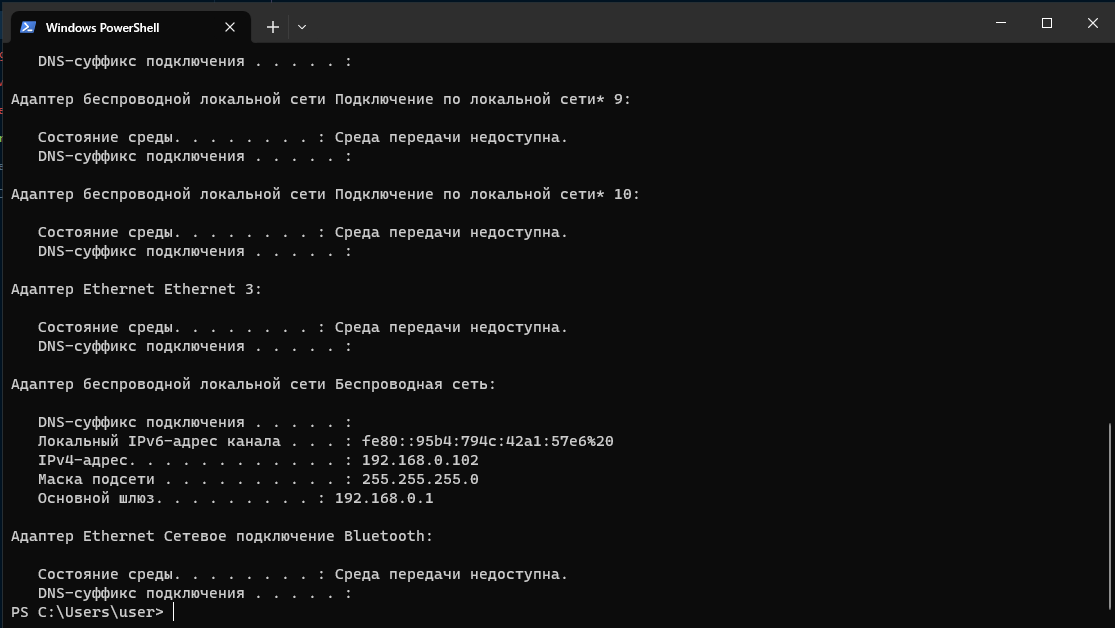 Windows PowerShell
DNS-суффикс подключения . . . . . :
Адаптер беспроводной локальной сети Подключение по локальной сети* 9:
Состояние среды. . . . . . . . : Среда передачи недоступна.
DNS-суффикс подключения . . . . . :
Адаптер беспроводной локальной сети Подключение по локальной сети* 10:
Состояние среды. . . . . . . . : Среда передачи недоступна.
DNS-суффикс подключения . . . . . :
Адаптер Ethernet Ethernet 3:
Состояние среды. . . . . . . . : Среда передачи недоступна.
DNS-суффикс подключения . . . . . :
Адаптер беспроводной локальной сети Беспроводная сеть:
DNS-суффикс подключения . . . . . :
Локальный IPv6-адрес канала . . . : fe80::95b4:794c:42a1:57e6%20
IPv4-адрес. . . . . . . . . . . . : 192.168.0.102
Маска подсети . . . . . . . . . . : 255.255.255.0
Основной шлюз. . . . . . . . . : 192.168.0.1
Адаптер Ethernet Сетевое подключение Bluetooth:
Состояние среды. . . . . . . . : Среда передачи недоступна.
DNS-суффикс подключения . . . . . :
PS C:\Users\user>